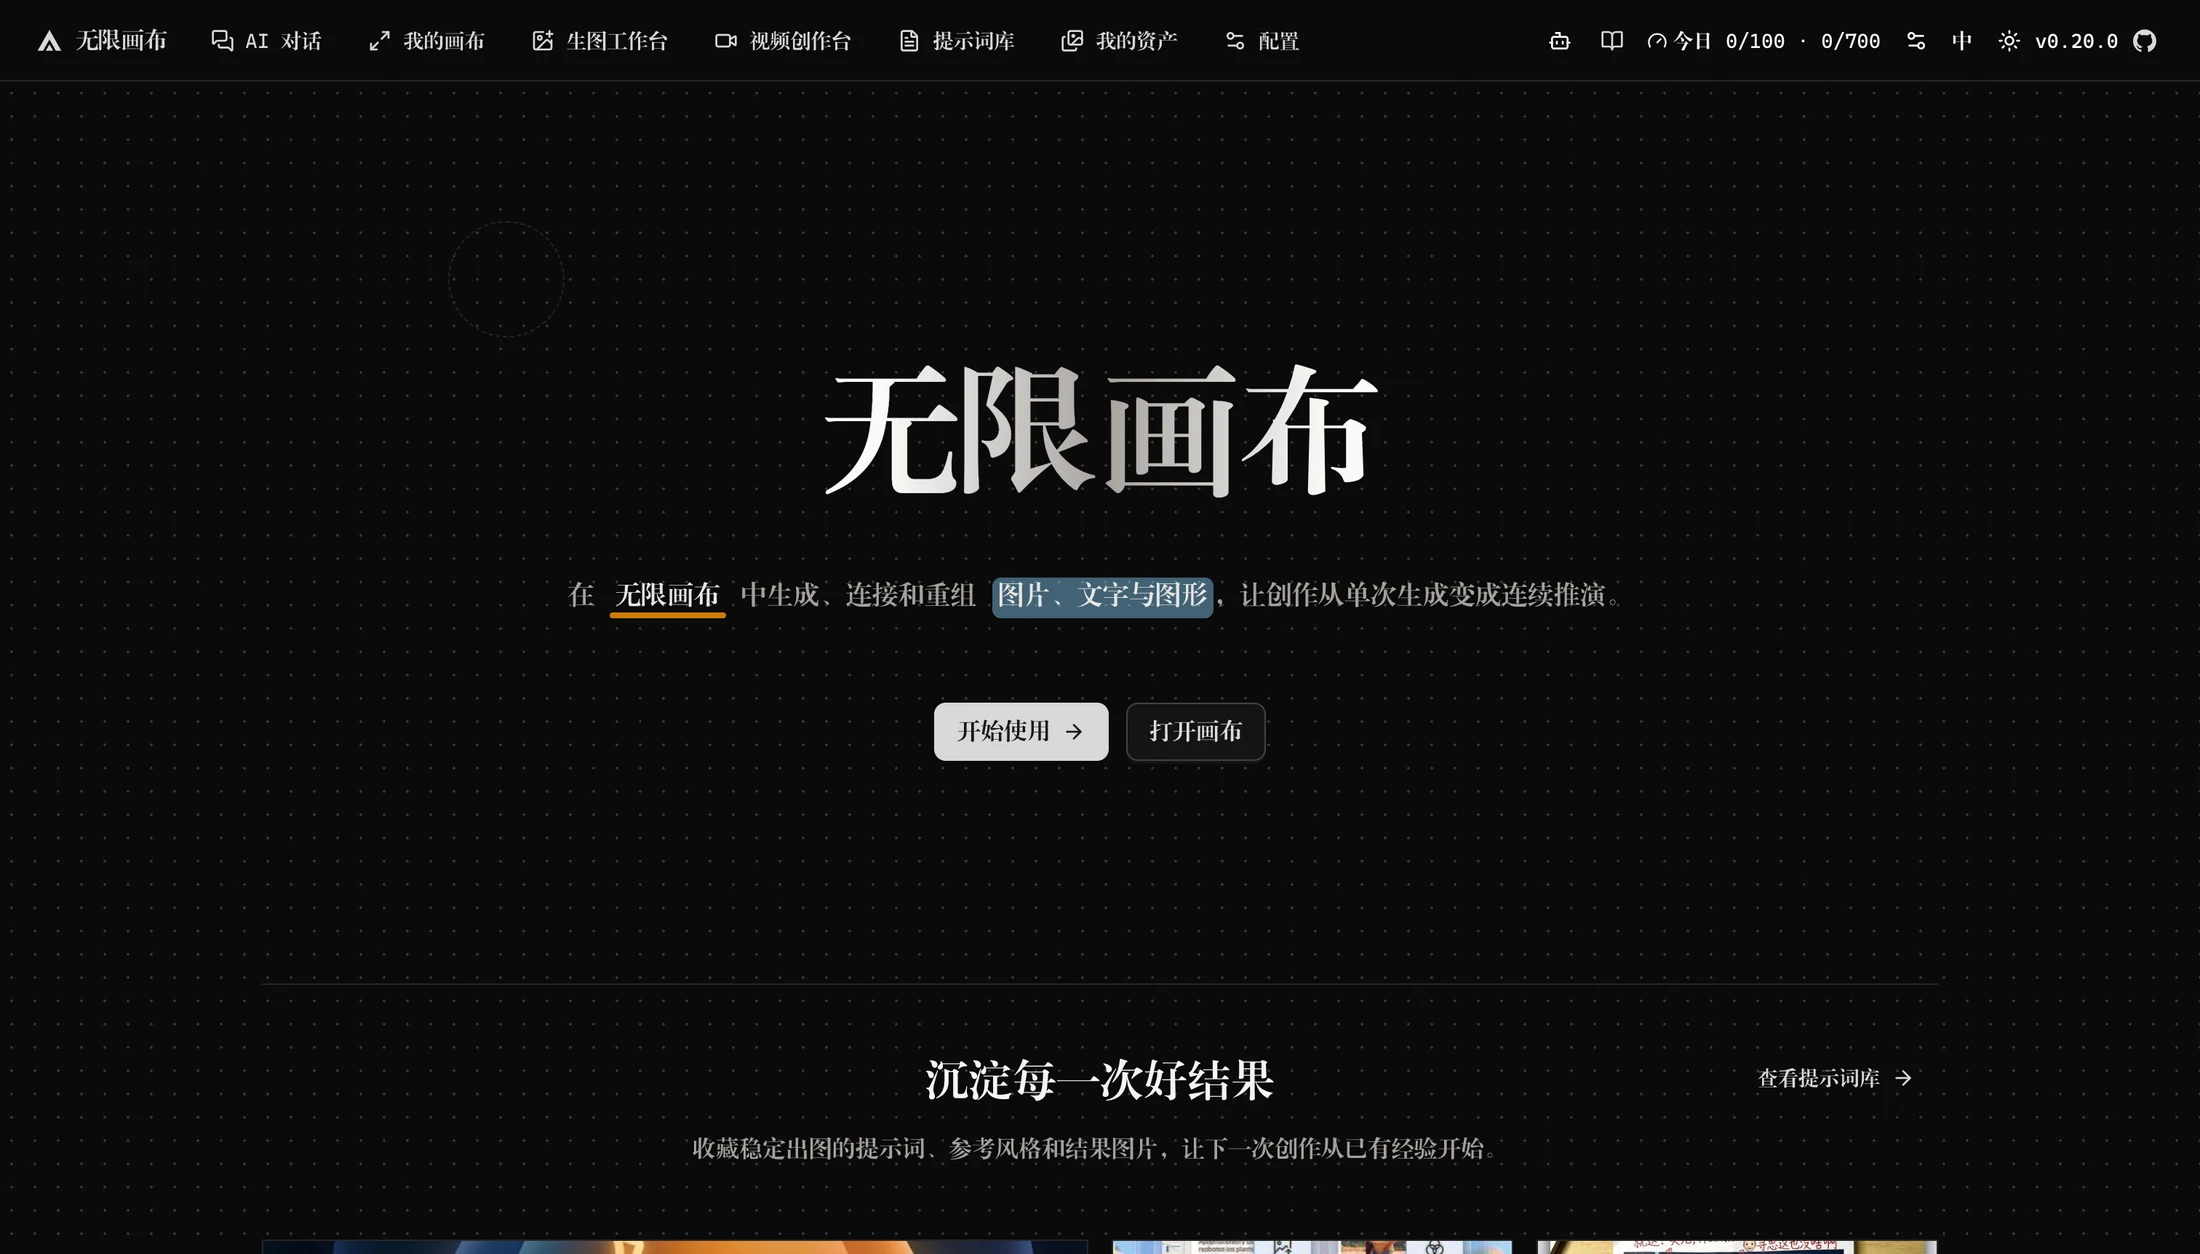 无限画布 AI 对话 我的画布 生图工作台 视频创作台 提示词库 我的资产 配置 今日 0/100 · 0/700 中 v0.20.0
无限画布
在 无限画布 中生成、连接和重组 图片、文字与图形，让创作从单次生成变成连续推演。
开始使用 → 打开画布
沉淀每一次好结果
查看提示词库 →
收藏稳定出图的提示词、参考风格和结果图片，让下一次创作从已有经验开始。